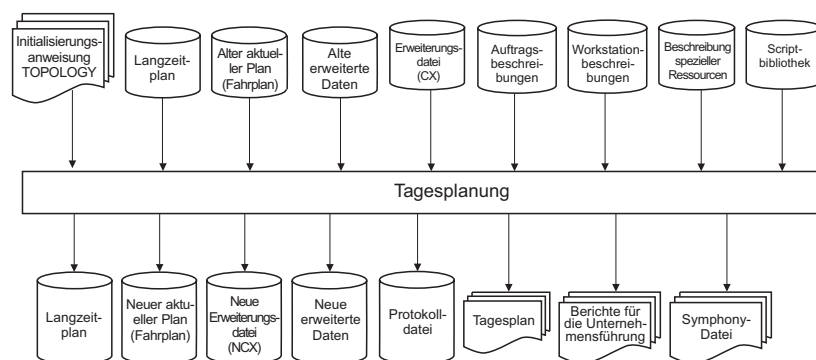 Initialisierungs-
anweisung
TOPOLOGY
Langzeit-
plan
Alter aktuel-
ler Plan
(Fahrplan)
Alte
erweiterte
Daten
Erweiterungs-
datei
(CX)
Auftrags-
beschrei-
bungen
Workstation-
beschrei-
bungen
Beschreibung
spezieller
Ressourcen
Script-
bibliothek
Tagesplanung
Langzeit-
plan
Neuer aktu-
eller Plan
(Fahrplan)
Neue
Erweiterungs-
datei
(NCX)
Neue
erweiterte
Daten
Protokoll-
datei
Tagesplan
Berichte für
die Unterneh-
mensführung
Symphony-
Datei